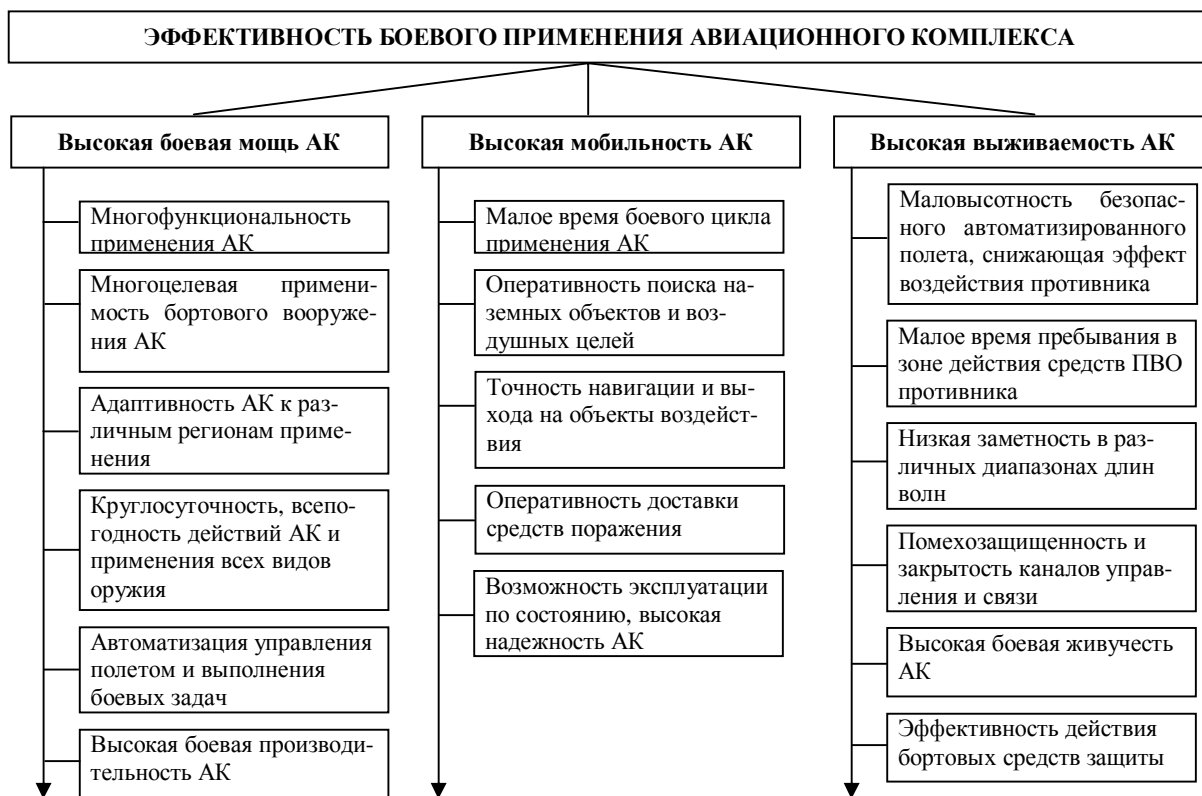 ЭФФЕКТИВНОСТЬ БОЕВОГО ПРИМЕНЕНИЯ АВИАЦИОННОГО КОМПЛЕКСА
Высокая боевая мощь АК
Многофункциональность
применения АК
Многоцелевая примени-
мость бортового вооруже-
ния АК
Адаптивность АК к раз-
личным регионам приме-
нения
Круглосуточность, всепо-
годность действий АК и
применения всех видов
оружия
Автоматизация управления
полетом и выполнения
боевых задач
Высокая боевая производи-
тельность АК
Высокая мобильность АК
Малое время боевого цикла
применения АК
Оперативность поиска на-
земных объектов и воз-
душных целей
Точность навигации и вы-
хода на объекты воздейст-
вия
Оперативность доставки
средств поражения
Возможность эксплуатации
по состоянию, высокая
надежность АК
Высокая выживаемость АК
Маловысотность безопас-
ного автоматизированного
полета, снижающая эффект
воздействия противника
Малое время пребывания в
зоне действия средств ПВО
противника
Низкая заметность в раз-
личных диапазонах длин
волн
Помехозащищенность и
закрытость каналов управ-
ления и связи
Высокая боевая живучесть
АК
Эффективность действия
бортовых средств защиты